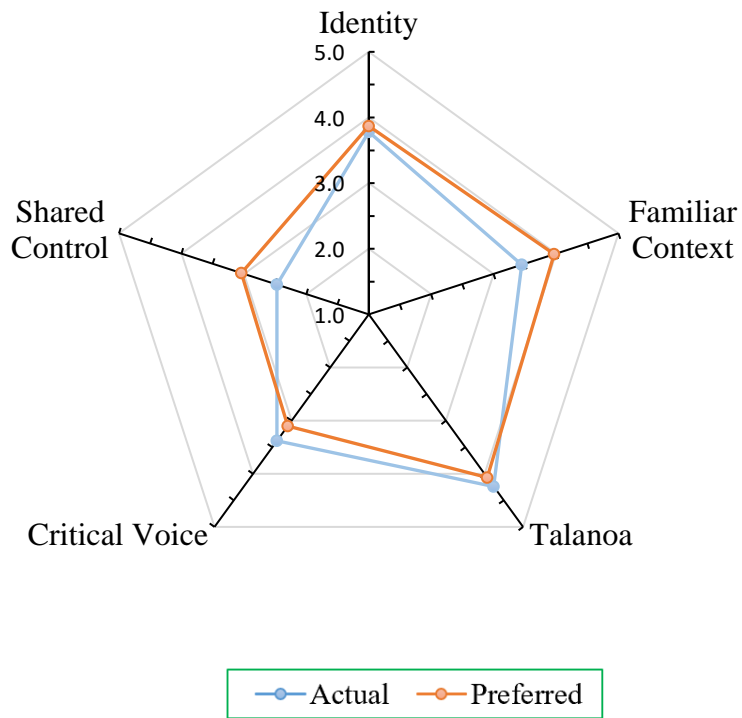 Identity
5.0
4.0
3.0
2.0
1.0
Shared
Control
Familiar
Context
Critical Voice
Talanoa
Actual
Preferred